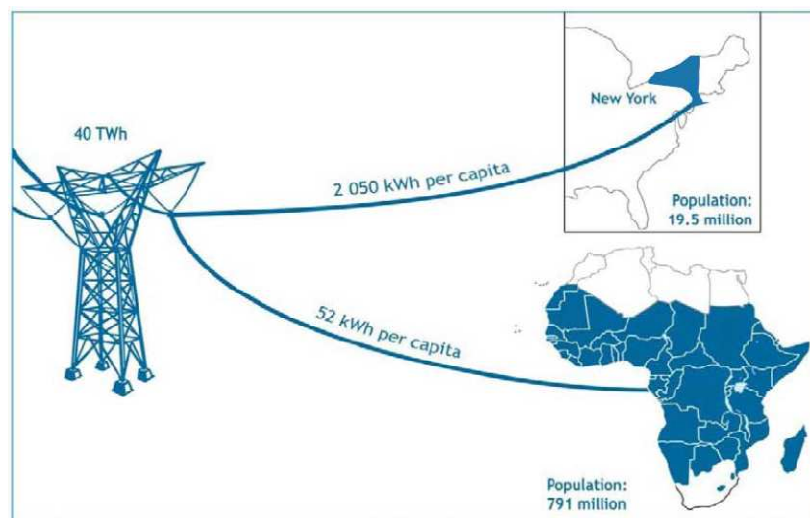 40 TWh
New York
2 050 kWh per capita
Population:
19.5 million
52 kWh per capita
Population:
791 million